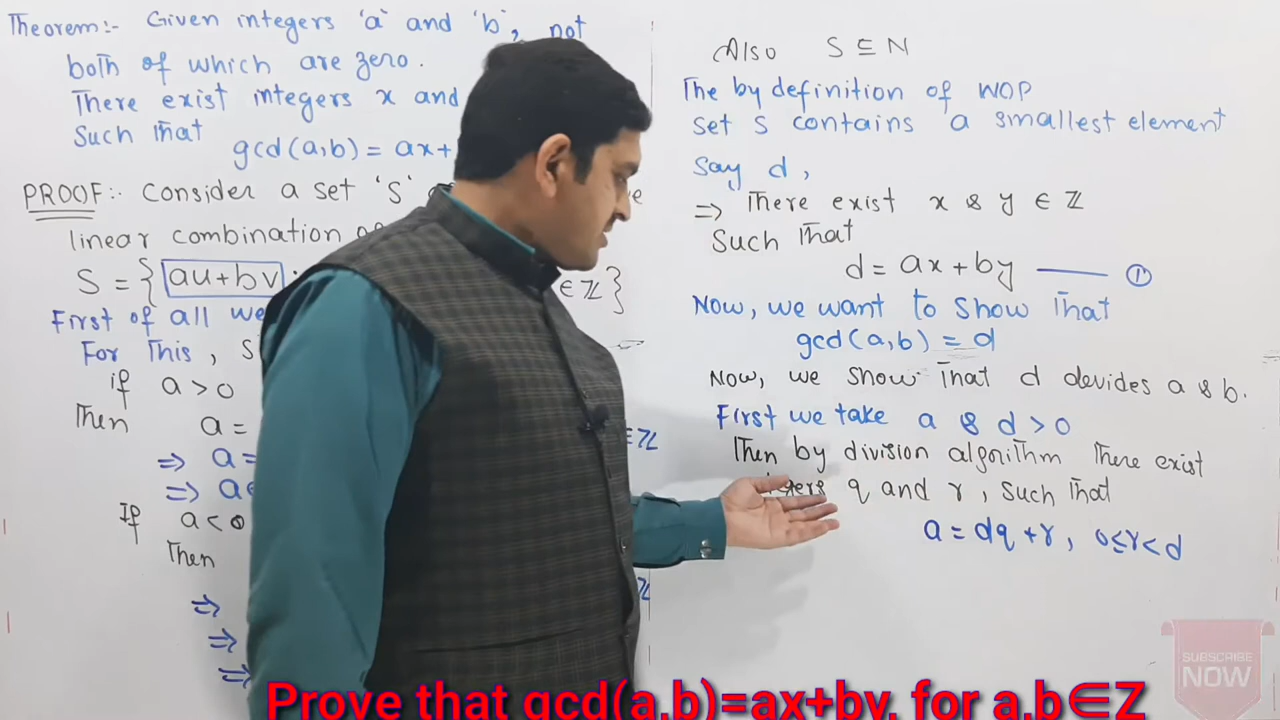 Theorem:- Given integers 'a' and 'b', not
both of which are zero.
There exist integers x and
Such that
gcd(a,b) = ax+
PROOF:- Consider a set 'S'
linear combination
S = { au+bv
∈ Z }
First of all we
For this,
if a > 0
Then a =
∈ Z
⇒ a=
⇒ a∈
If a < 0
Then
⇒
⇒
⇒
Also S ⊆ N
The by definition of WOP
set S contains a smallest element
Say d,
⇒ There exist x & y ∈ Z
Such that
d = ax + by —— ①
Now, we want to show that
gcd(a,b) = d
Now, we show that d devides a & b.
First we take a & d > 0
Then by division algorithm There exist
q and r, such that
a = dq + r, 0≤r<d
SUBSCRIBE
NOW
Prove that gcd(a,b)=ax+by, for a,b∈Z